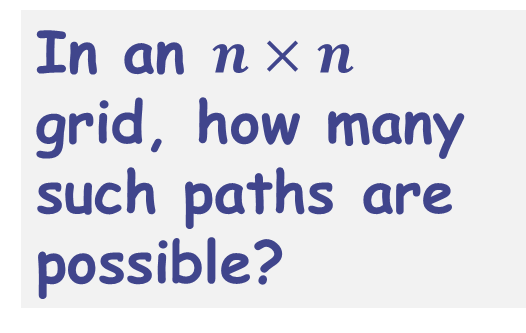 In an n × n
grid, how many
such paths are
possible?